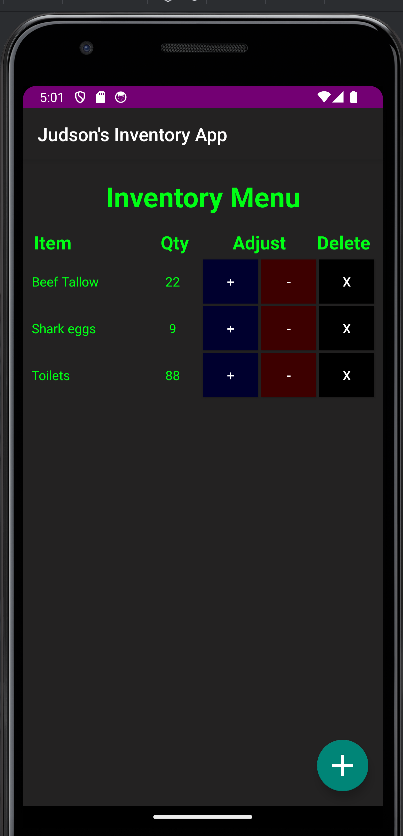 5:01
Judson's Inventory App
Inventory Menu
Item Qty Adjust Delete
Beef Tallow 22 + - X
Shark eggs 9 + - X
Toilets 88 + - X
+